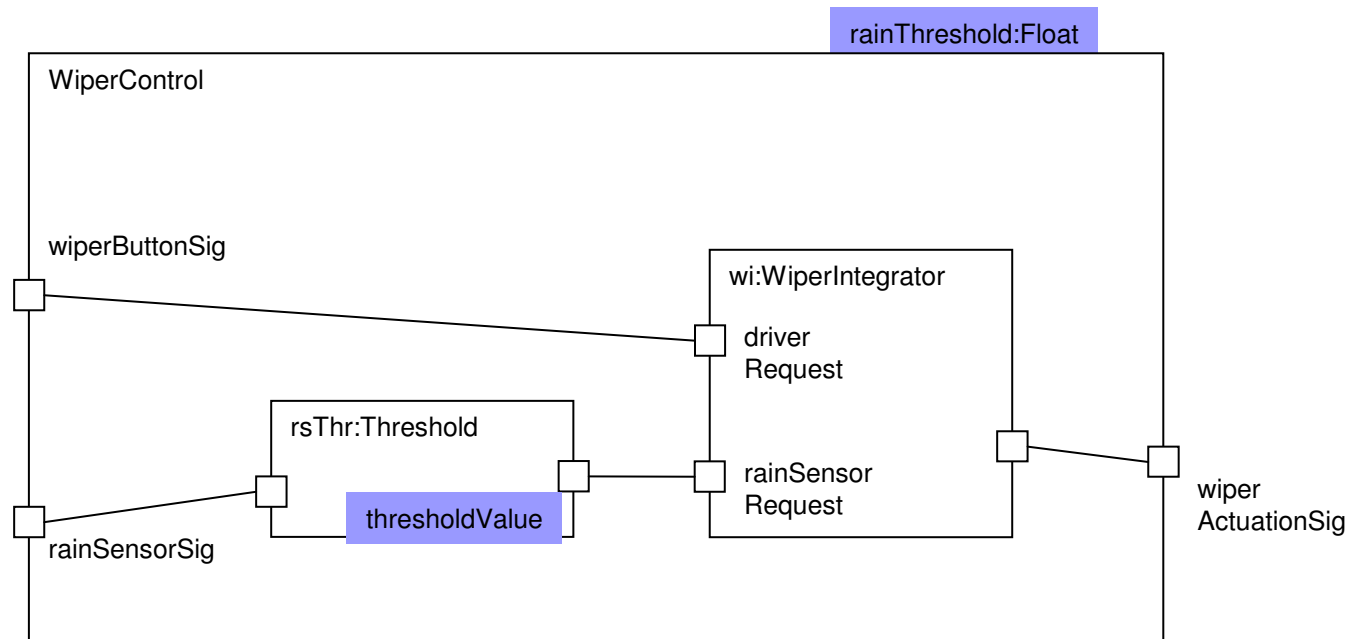 rainThreshold:Float
WiperControl
wiperButtonSig
wi:WiperIntegrator
driver
Request
rsThr:Threshold
rainSensor
Request
thresholdValue
wiper
ActuationSig
rainSensorSig